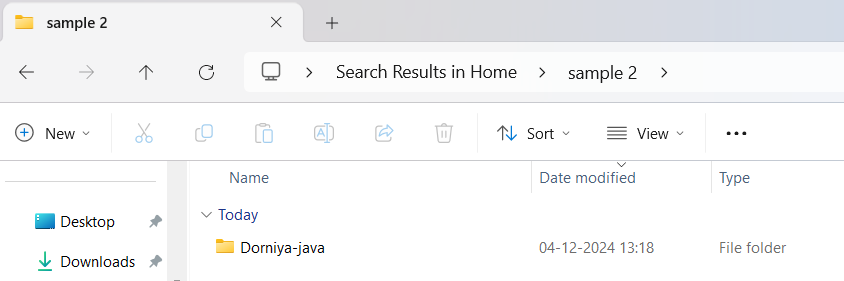 sample 2
Search Results in Home sample 2
New Sort View
Name Date modified Type
Today
Dorniya-java 04-12-2024 13:18 File folder
Desktop
Downloads